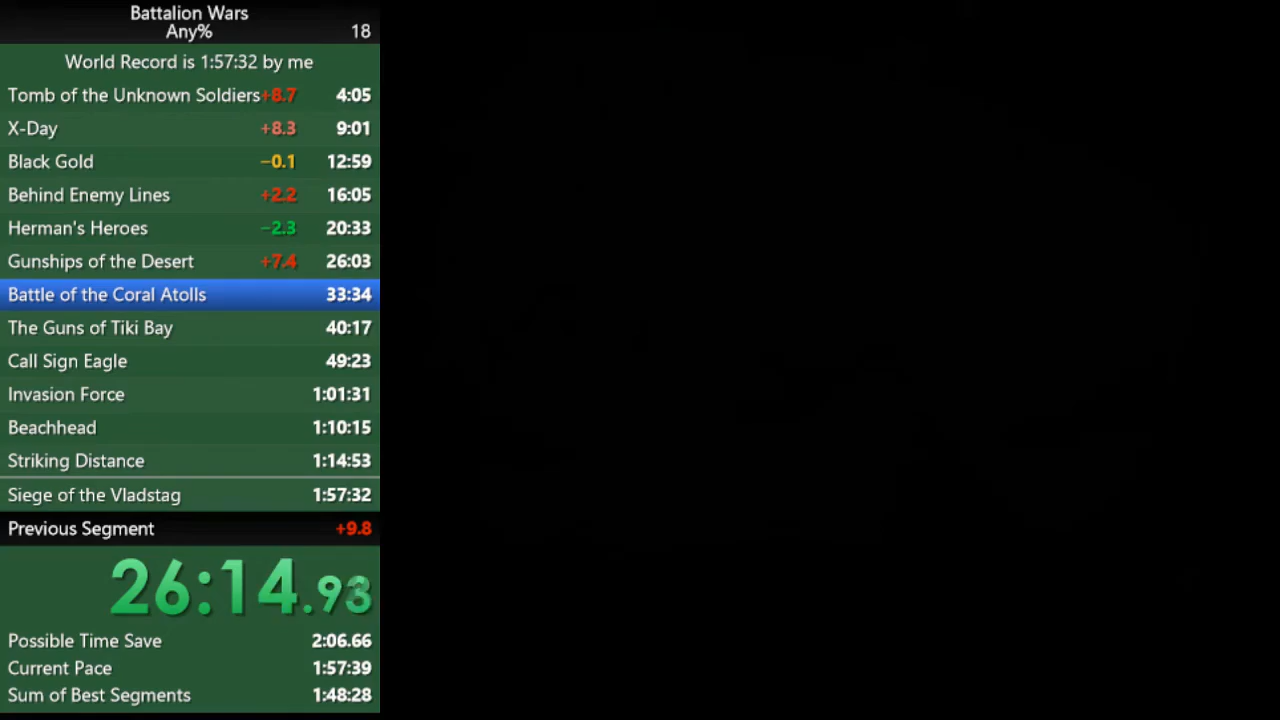 Battalion Wars
Any% 18
World Record is 1:57:32 by me
Tomb of the Unknown Soldiers +8.7 4:05
X-Day +8.3 9:01
Black Gold −0.1 12:59
Behind Enemy Lines +2.2 16:05
Herman's Heroes −2.3 20:33
Gunships of the Desert +7.4 26:03
Battle of the Coral Atolls 33:34
The Guns of Tiki Bay 40:17
Call Sign Eagle 49:23
Invasion Force 1:01:31
Beachhead 1:10:15
Striking Distance 1:14:53
Siege of the Vladstag 1:57:32
Previous Segment +9.8
26:14.93
Possible Time Save 2:06.66
Current Pace 1:57:39
Sum of Best Segments 1:48:28